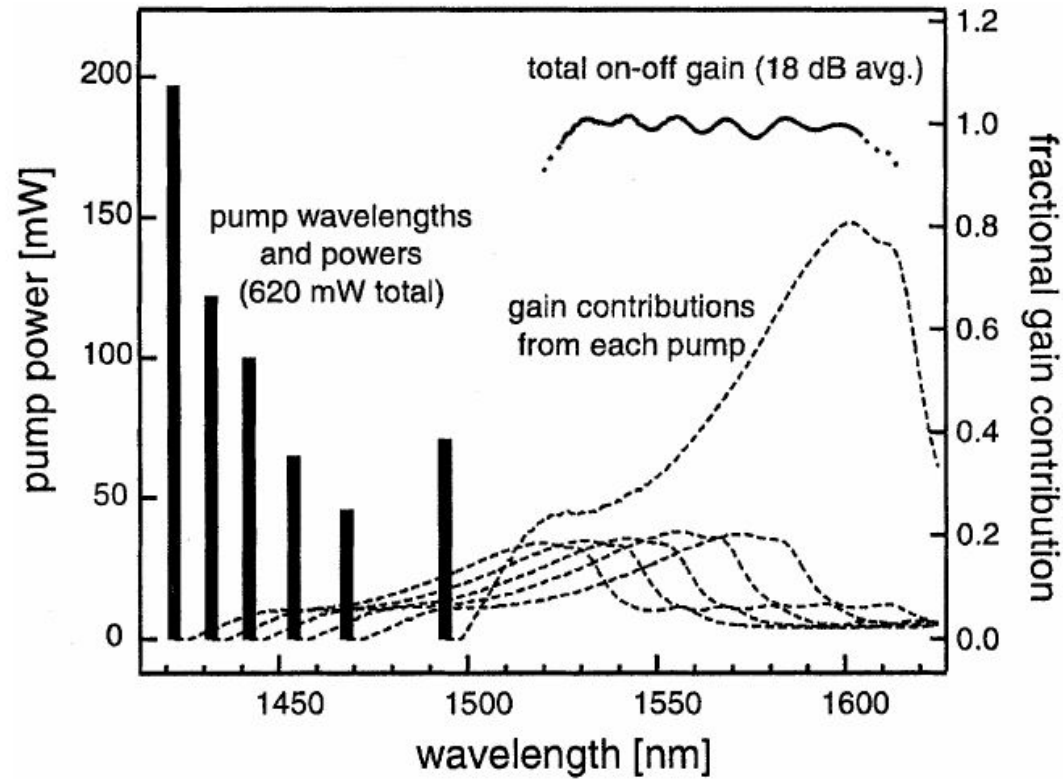 1.2
200
total on-off gain (18 dB avg.)
1.0
pump wavelengths
and powers
(620 mW total)
150
0.8
gain contributions
from each pump
100
0.6
0.4
50
0.2
0
0.0
1450
1500
1550
1600
wavelength [nm]
pump power [mW]
fractional gain contribution